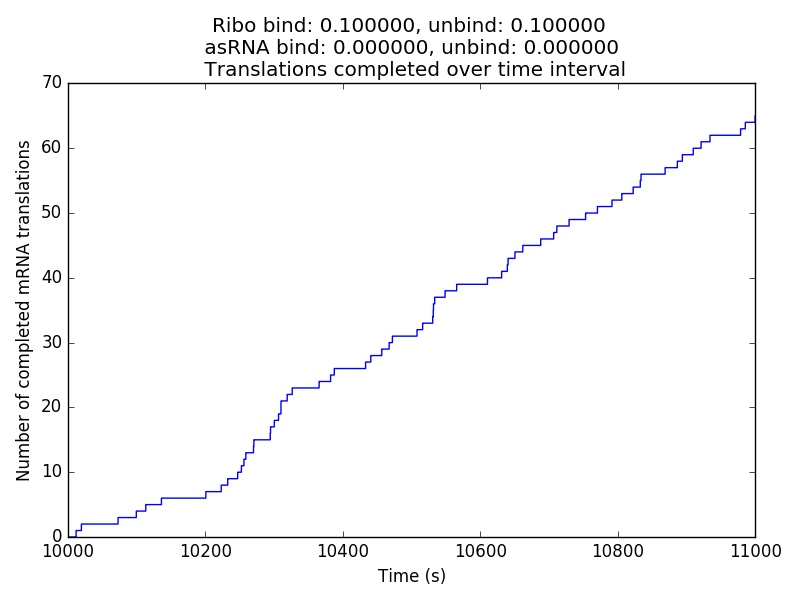 Ribo bind: 0.100000, unbind: 0.100000
asRNA bind: 0.000000, unbind: 0.000000
Translations completed over time interval
70
60
50
40
30
20
10
0
Number of completed mRNA translations
10000 10200 10400 10600 10800 11000
Time (s)